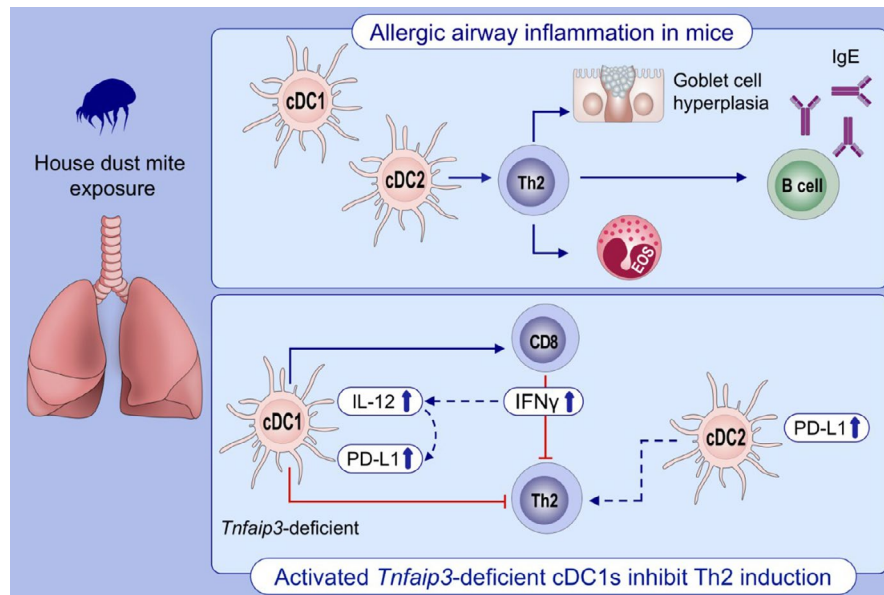 Allergic airway inflammation in mice
House dust mite
exposure
cDC1
cDC2
Th2
Goblet cell
hyperplasia
IgE
B cell
EOS
CD8
IL-12
IFNγ
cDC1
PD-L1
Th2
cDC2
PD-L1
Tnfaip3-deficient
Activated Tnfaip3-deficient cDC1s inhibit Th2 induction